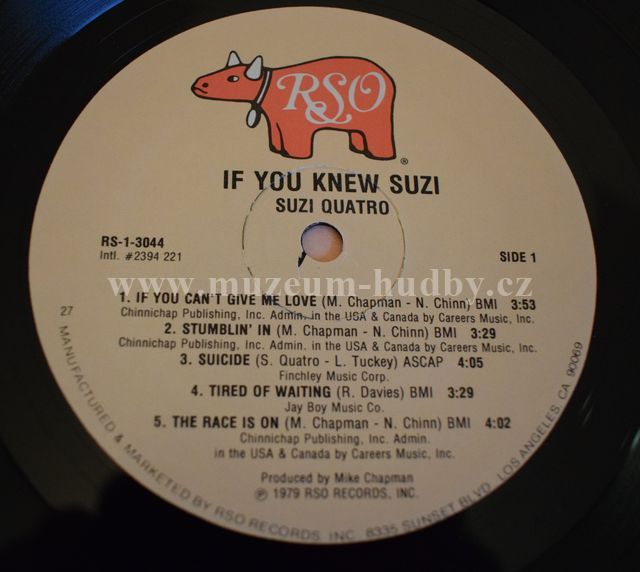 RSO
®
IF YOU KNEW SUZI
SUZI QUATRO
RS-1-3044
Intl. #2394 221
SIDE 1
www.muzeum-hudby.cz
1. IF YOU CAN'T GIVE ME LOVE (M. Chapman - N. Chinn) BMI 3:53
Chinnichap Publishing, Inc. Admin. in the USA & Canada by Careers Music, Inc.
2. STUMBLIN' IN (M. Chapman - N. Chinn) BMI 3:29
Chinnichap Publishing, Inc. Admin. in the USA & Canada by Careers Music, Inc.
3. SUICIDE (S. Quatro - L. Tuckey) ASCAP 4:05
Finchley Music Corp.
4. TIRED OF WAITING (R. Davies) BMI 3:29
Jay Boy Music Co.
5. THE RACE IS ON (M. Chapman - N. Chinn) BMI 4:02
Chinnichap Publishing, Inc. Admin.
in the USA & Canada by Careers Music, Inc.
Produced by Mike Chapman
℗ 1979 RSO RECORDS, INC.
27
MANUFACTURED & MARKETED BY RSO RECORDS, INC. 8335 SUNSET BLVD. LOS ANGELES, CA 90069